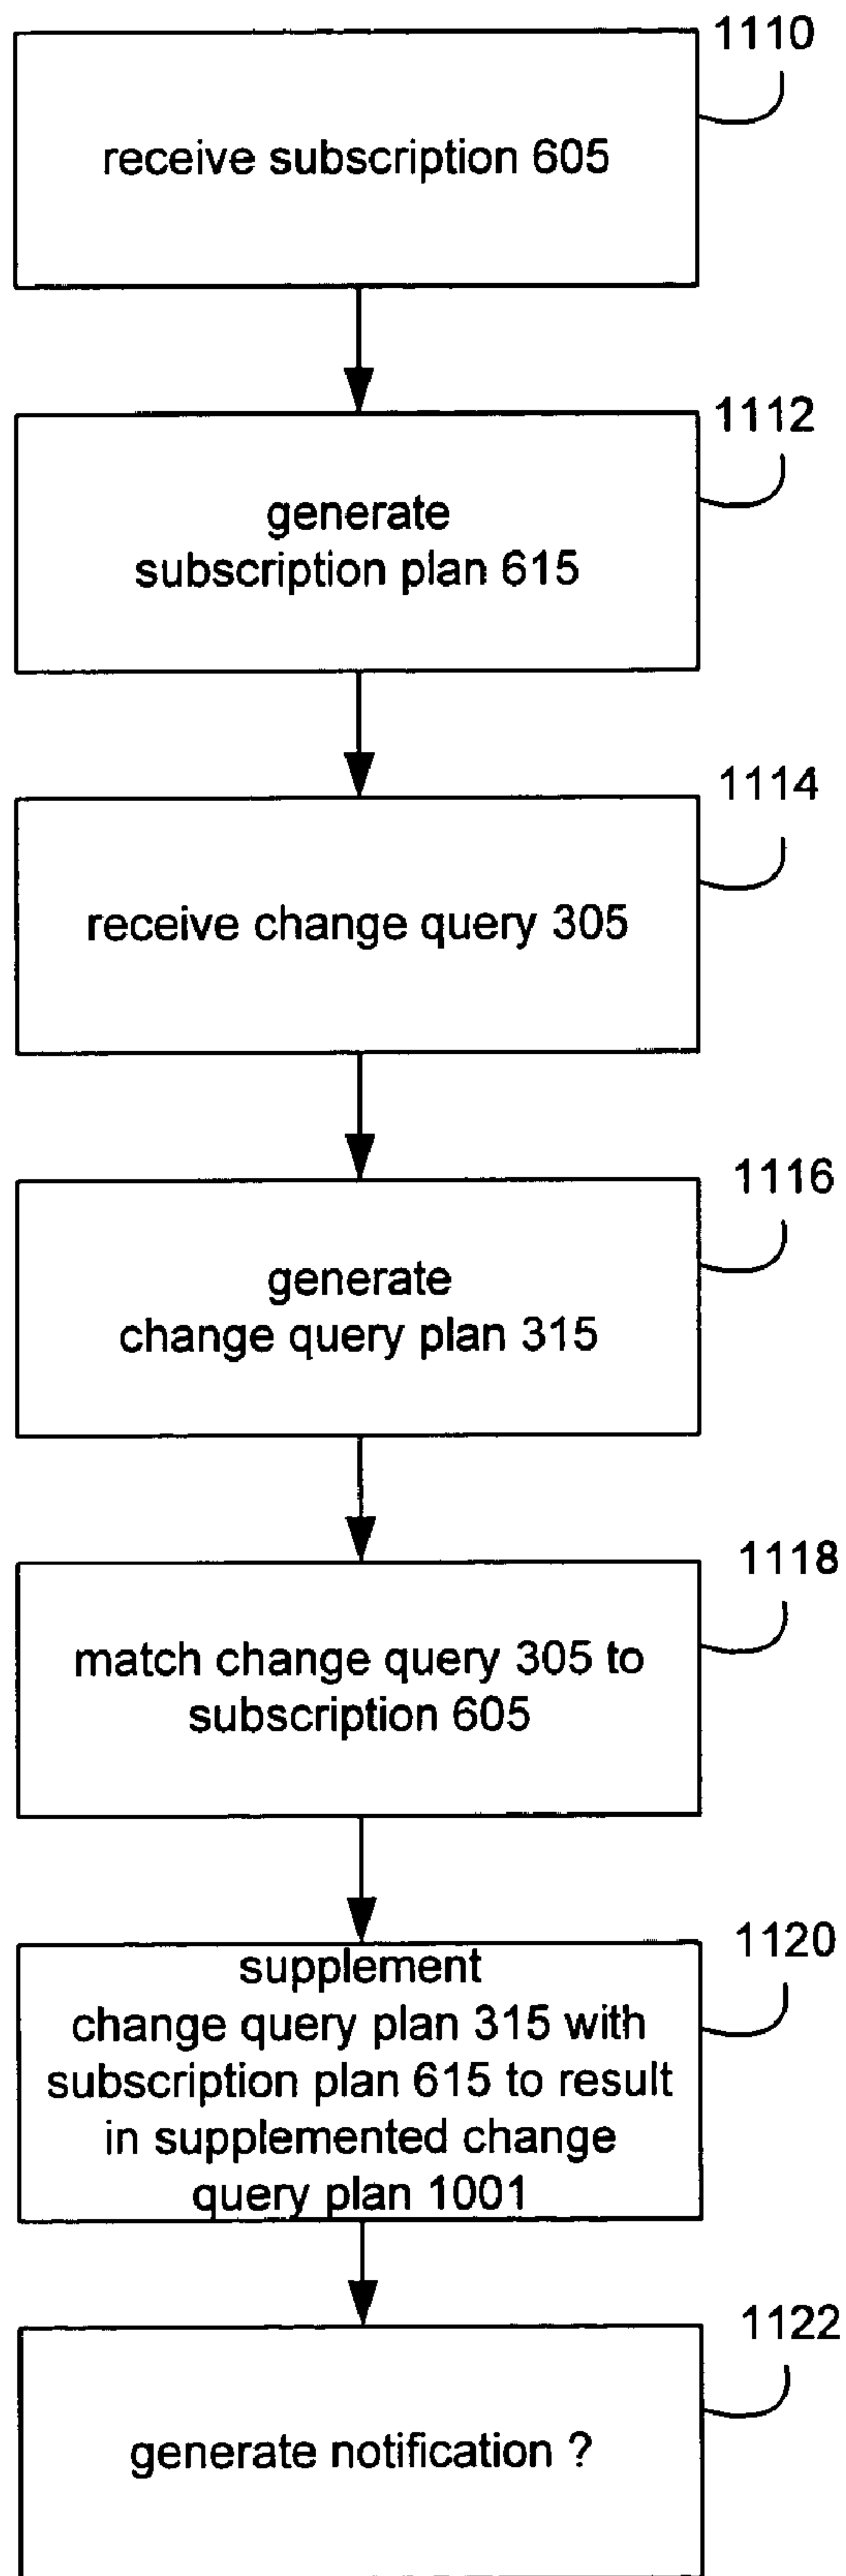 1110
receive subscription 605
1112
generate
subscription plan 615
1114
receive change query 305
1116
generate
change query plan 315
1118
match change query 305 to
subscription 605
1120
supplement
change query plan 315 with
subscription plan 615 to result
in supplemented change
query plan 1001
1122
generate notification ?